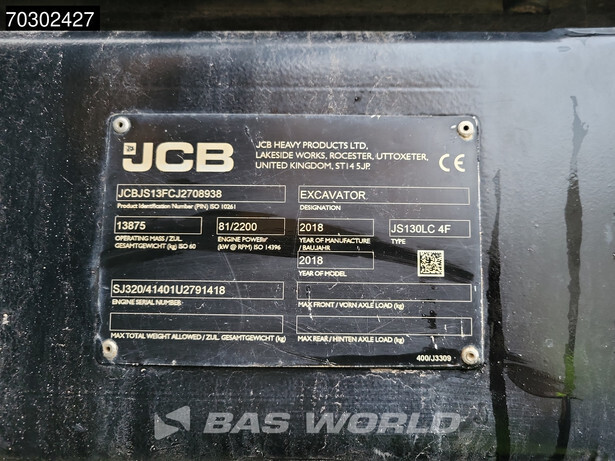 70302427
JCB
JCB HEAVY PRODUCTS LTD,
LAKESIDE WORKS, ROCESTER, UTTOXETER,
UNITED KINGDOM, ST14 5JP.
CE
JCBJS13FCJ2708938
Product Identification Number (PIN) ISO 10261
EXCAVATOR
DESIGNATION
13875
OPERATING MASS / ZUL.
GESAMTGEWICHT (kg) ISO 60
81/2200
ENGINE POWER/
(kW @ RPM) ISO 14396
2018
YEAR OF MANUFACTURE
/ BAUJAHR
JS130LC 4F
TYPE
2018
YEAR OF MODEL
SJ320/41401U2791418
ENGINE SERIAL NUMBER
MAX FRONT / VORN AXLE LOAD (kg)
MAX TOTAL WEIGHT ALLOWED / ZUL. GESAMTGEWICHT (kg)
MAX REAR / HINTEN AXLE LOAD (kg)
400/J3309
BAS WORLD